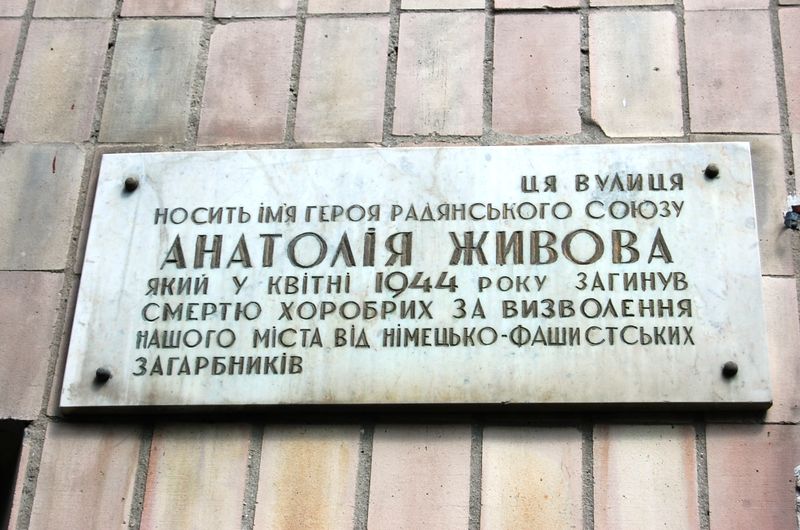 ЦЯ ВУЛИЦЯ
НОСИТЬ ІМ'Я ГЕРОЯ РАДЯНСЬКОГО СОЮЗУ
АНАТОЛІЯ ЖИВОВА
ЯКИЙ У КВІТНІ 1944 РОКУ ЗАГИНУВ
СМЕРТЮ ХОРОБРИХ ЗА ВИЗВОЛЕННЯ
НАШОГО МІСТА ВІД НІМЕЦЬКО-ФАШИСТСЬКИХ
ЗАГАРБНИКІВ